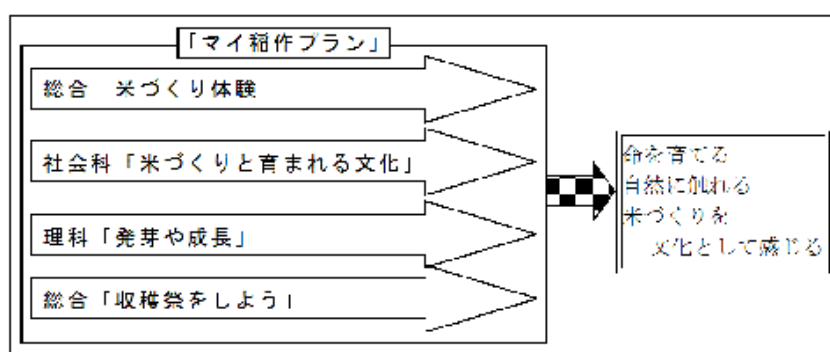 「マイ稲作プラン」
総合　米づくり体験
社会科「米づくりと育まれる文化」
理科「発芽や成長」
総合「収穫祭をしよう」
命を育てる
自然に触れる
米づくりを
文化として感じる